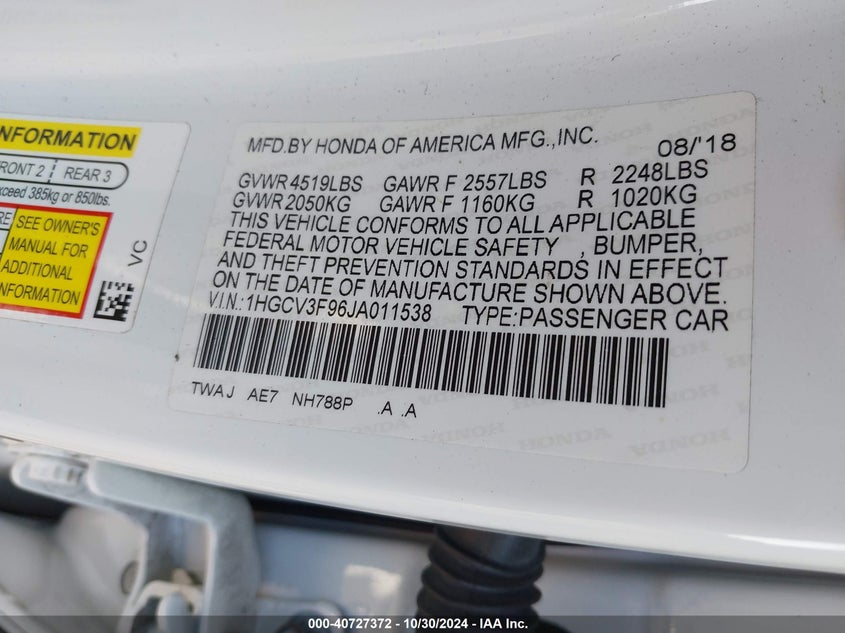 NFORMATION
FRONT 2 REAR 3
exceed 385kg or 850lbs.
RE
SEE OWNER'S
MANUAL FOR
ADDITIONAL
INFORMATION
VC
MFD.BY HONDA OF AMERICA MFG.,INC. 08/'18
GVWR 4519LBS GAWR F 2557LBS R 2248LBS
GVWR 2050KG GAWR F 1160KG R 1020KG
THIS VEHICLE CONFORMS TO ALL APPLICABLE
FEDERAL MOTOR VEHICLE SAFETY , BUMPER,
AND THEFT PREVENTION STANDARDS IN EFFECT
ON THE DATE OF MANUFACTURE SHOWN ABOVE.
V.I.N.:1HGCV3F96JA011538 TYPE:PASSENGER CAR
TWAJ AE7 NH788P .A .A
000-40727372 - 10/30/2024 - IAA Inc.